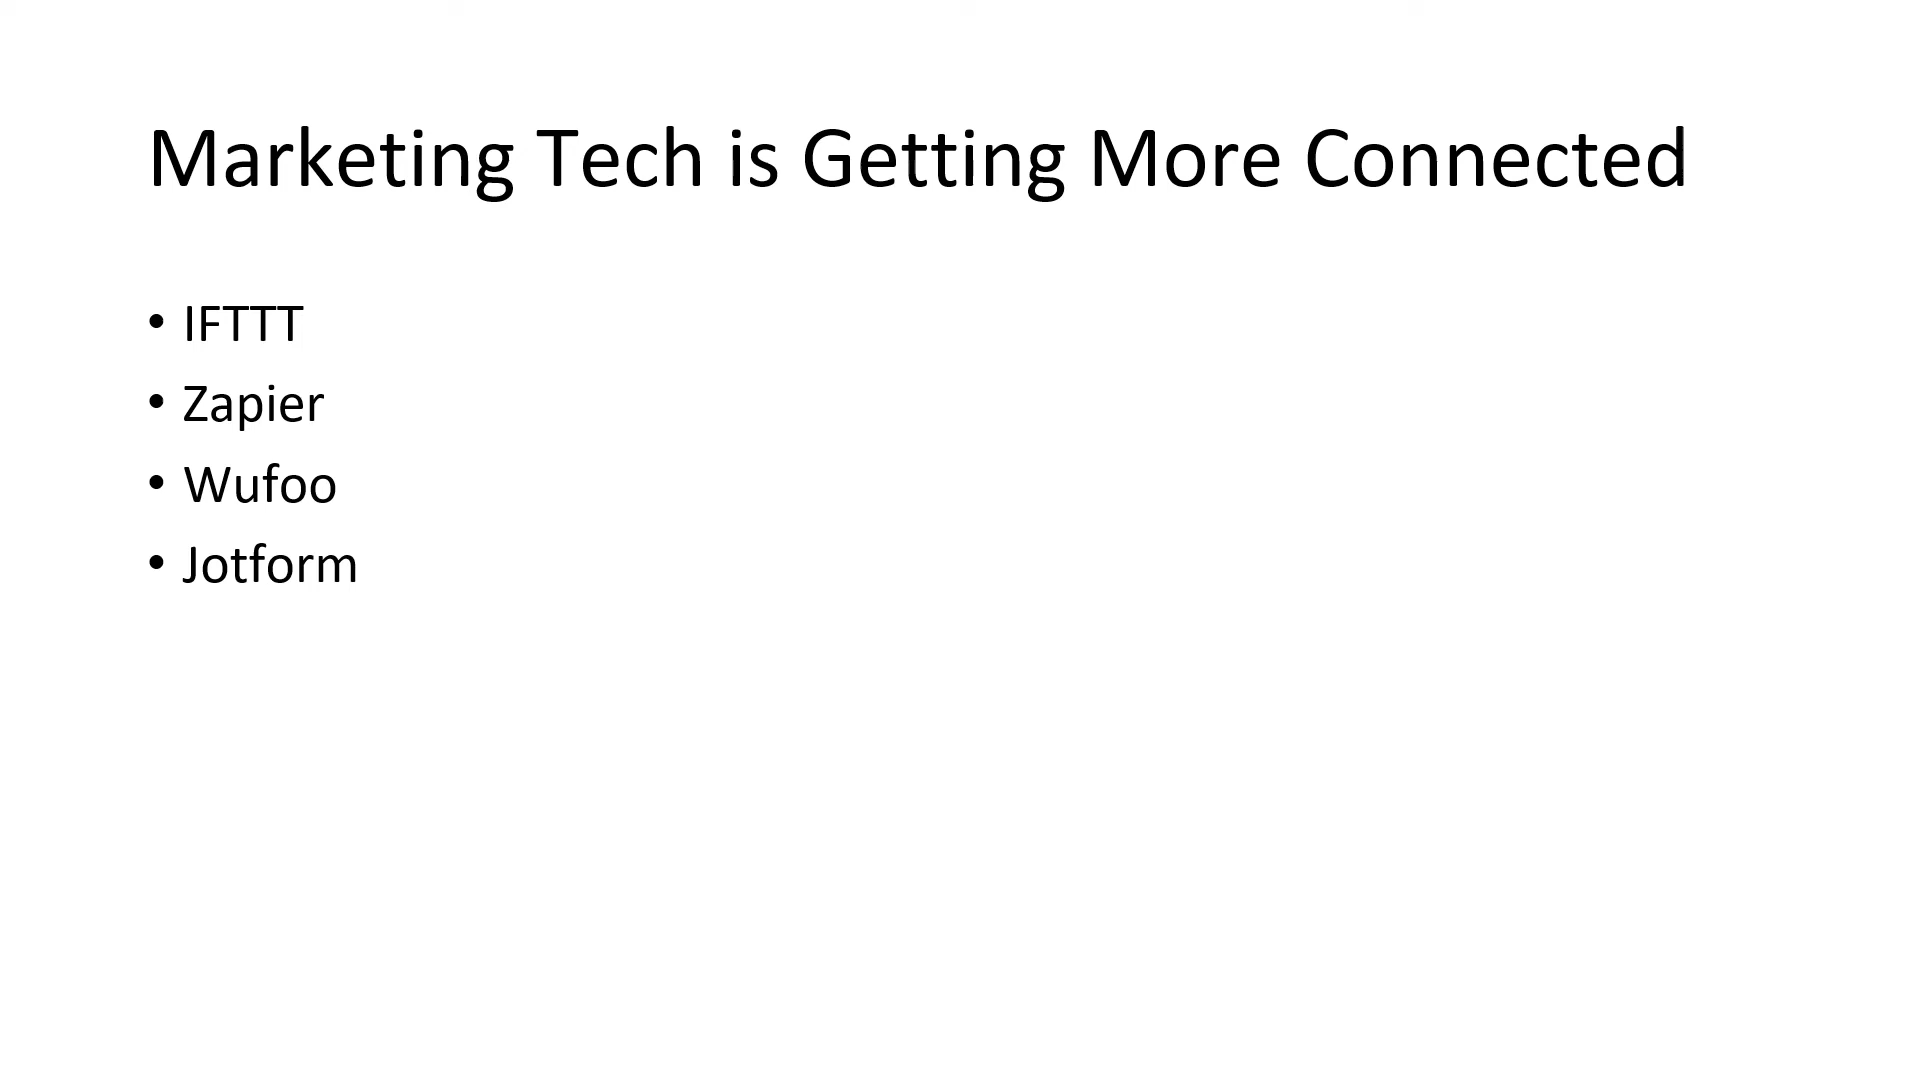 Marketing Tech is Getting More Connected
• IFTTT
• Zapier
• Wufoo
• Jotform